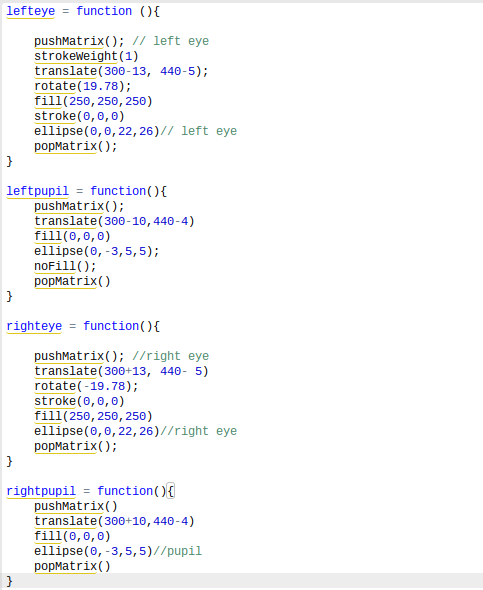 lefteye = function (){
pushMatrix(); // left eye
strokeWeight(1)
translate(300-13, 440-5);
rotate(19.78);
fill(250,250,250)
stroke(0,0,0)
ellipse(0,0,22,26)// left eye
popMatrix();
}
leftpupil = function(){
pushMatrix();
translate(300-10,440-4)
fill(0,0,0)
ellipse(0,-3,5,5);
noFill();
popMatrix()
}
righteye = function(){
pushMatrix(); //right eye
translate(300+13, 440- 5)
rotate(-19.78);
stroke(0,0,0)
fill(250,250,250)
ellipse(0,0,22,26)//right eye
popMatrix();
}
rightpupil = function(){
pushMatrix()
translate(300+10,440-4)
fill(0,0,0)
ellipse(0,-3,5,5)//pupil
popMatrix()
}